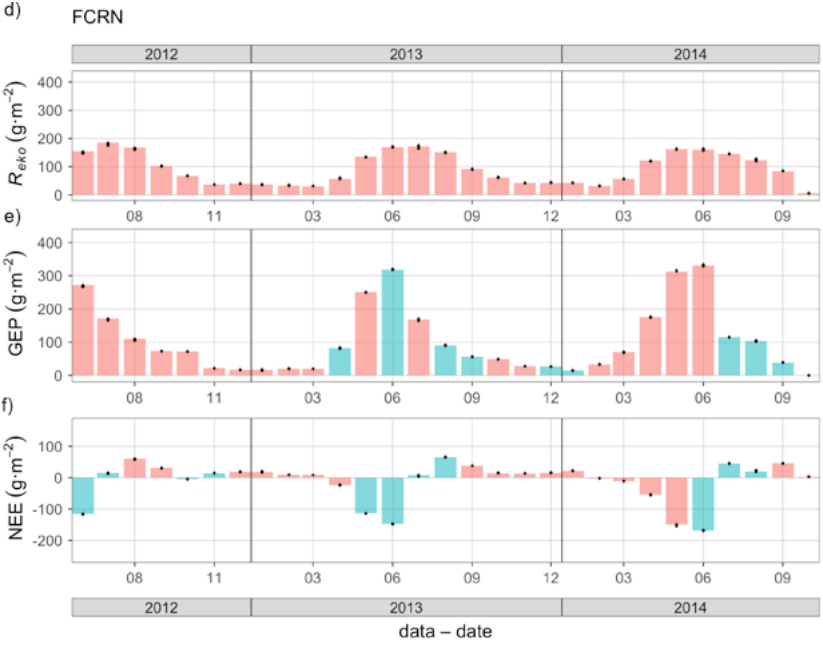 d)
FCRN
2012 2013 2014
R_eko (g·m⁻²)
400
300
200
100
0
08 11 03 06 09 12 03 06 09
e)
GEP (g·m⁻²)
400
300
200
100
0
08 11 03 06 09 12 03 06 09
f)
NEE (g·m⁻²)
100
0
-100
-200
08 11 03 06 09 12 03 06 09
2012 2013 2014
data – date